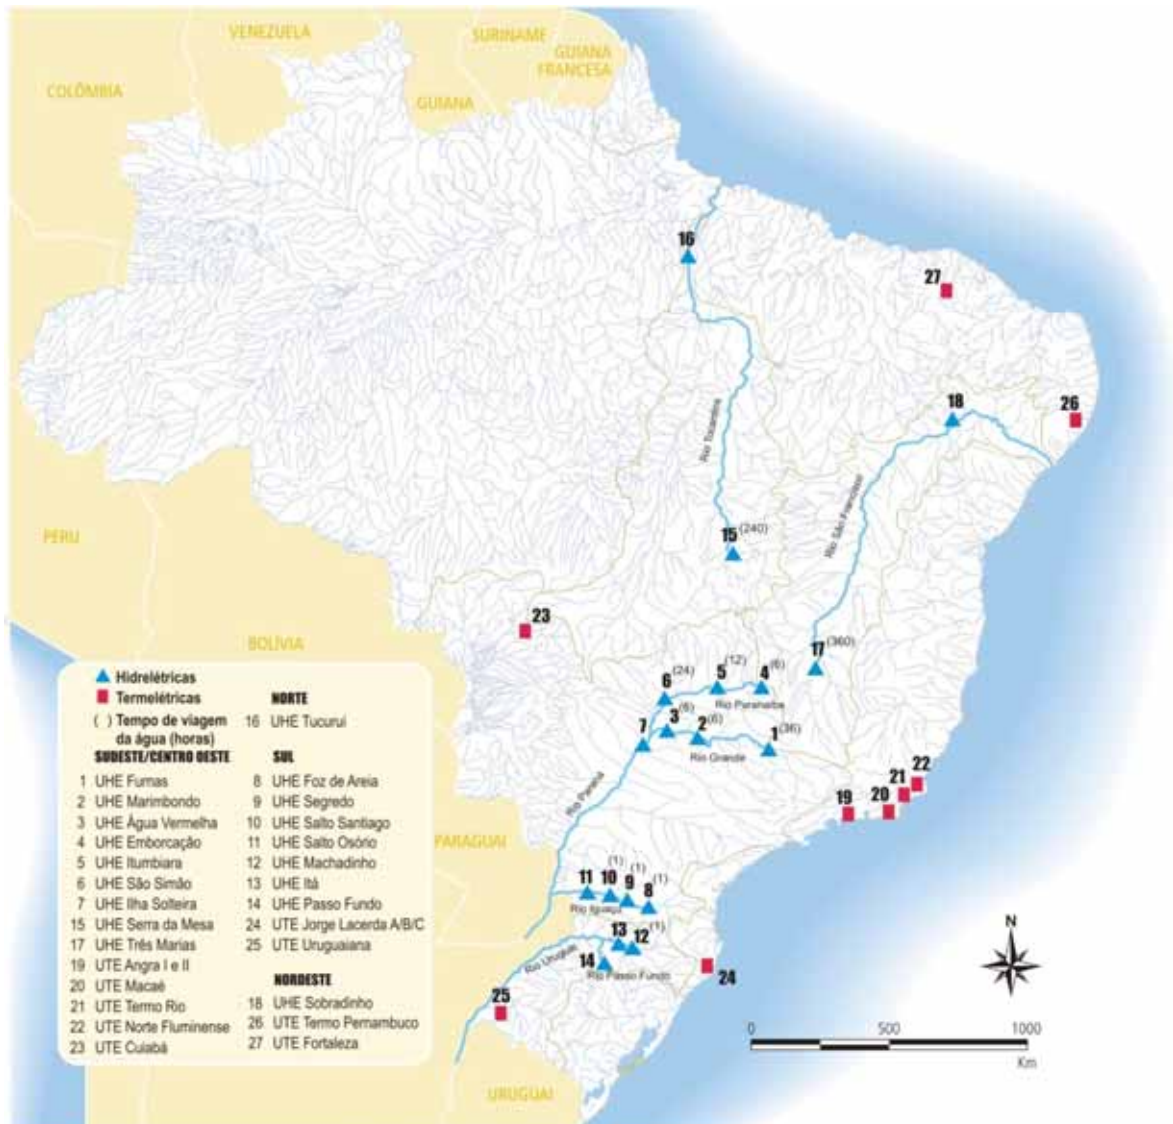 VENEZUELA
SURINAME
GUIANA
FRANCESA
COLÔMBIA
GUIANA
16
27
18
26
Rio Tocantins
Rio São Francisco
15 (240)
PERU
23
BOLÍVIA
17 (360)
6 (24)
5 (12)
4 (6)
Rio Paranaíba
7
3 (6)
2 (6)
1 (36)
Rio Grande
Rio Paraná
22
21
20
19
PARAGUAI
11
10 (1)
9 (1)
8 (1)
Rio Iguaçu
13
12 (1)
Rio Uruguai
14
Rio Passo Fundo
24
25
URUGUAI
N
0 500 1000
Km
Hidrelétricas
Termelétricas
( ) Tempo de viagem
da água (horas)
SUDESTE/CENTRO OESTE
1 UHE Furnas
2 UHE Marimbondo
3 UHE Água Vermelha
4 UHE Emborcação
5 UHE Itumbiara
6 UHE São Simão
7 UHE Ilha Solteira
15 UHE Serra da Mesa
17 UHE Três Marias
19 UTE Angra I e II
20 UTE Macaé
21 UTE Termo Rio
22 UTE Norte Fluminense
23 UTE Cuiabá
NORTE
16 UHE Tucuruí
SUL
8 UHE Foz de Areia
9 UHE Segredo
10 UHE Salto Santiago
11 UHE Salto Osório
12 UHE Machadinho
13 UHE Itá
14 UHE Passo Fundo
24 UTE Jorge Lacerda A/B/C
25 UTE Uruguaiana
NORDESTE
18 UHE Sobradinho
26 UTE Termo Pernambuco
27 UTE Fortaleza